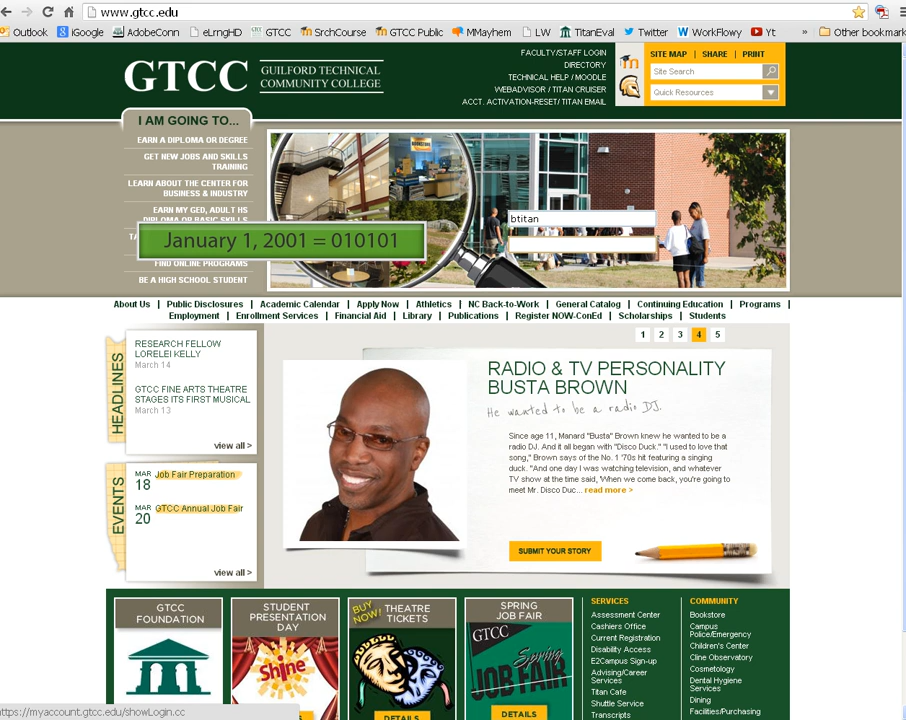 www.gtcc.edu
Outlook iGoogle AdobeConn eLrngHD GTCC SrchCourse GTCC Public MMayhem LW TitanEval Twitter WorkFlowy Yt » Other bookmark
GTCC GUILFORD TECHNICAL
COMMUNITY COLLEGE
FACULTY/STAFF LOGIN
DIRECTORY
TECHNICAL HELP / MOODLE
WEBADVISOR / TITAN CRUISER
ACCT. ACTIVATION-RESET/ TITAN EMAIL
SITE MAP | SHARE | PRINT
Site Search
Quick Resources
I AM GOING TO...
EARN A DIPLOMA OR DEGREE
GET NEW JOBS AND SKILLS
TRAINING
LEARN ABOUT THE CENTER FOR
BUSINESS & INDUSTRY
EARN MY GED, ADULT HS
DIPLOMA OR BASIC SKILLS
January 1, 2001 = 010101
FIND ONLINE PROGRAMS
BE A HIGH SCHOOL STUDENT
btitan
About Us | Public Disclosures | Academic Calendar | Apply Now | Athletics | NC Back-to-Work | General Catalog | Continuing Education | Programs |
Employment | Enrollment Services | Financial Aid | Library | Publications | Register NOW-ConEd | Scholarships | Students
HEADLINES
RESEARCH FELLOW
LORELEI KELLY
March 14
GTCC FINE ARTS THEATRE
STAGES ITS FIRST MUSICAL
March 13
view all >
EVENTS
MAR
18
Job Fair Preparation
MAR
20
GTCC Annual Job Fair
view all >
1 2 3 4 5
RADIO & TV PERSONALITY
BUSTA BROWN
He wanted to be a radio DJ.
Since age 11, Manard "Busta" Brown knew he wanted to be a
radio DJ. And it all began with "Disco Duck." "I used to love that
song," Brown says of the No. 1 '70s hit featuring a singing
duck. "And one day I was watching television, and whatever
TV show at the time said, 'When we come back, you're going to
meet Mr. Disco Duc... read more >
SUBMIT YOUR STORY
GTCC
FOUNDATION
STUDENT
PRESENTATION
DAY
Shine
BUY
NOW!
THEATRE
TICKETS
DETAILS
SPRING
JOB FAIR
GTCC
Spring
JOB FAIR
DETAILS
SERVICES
Assessment Center
Cashiers Office
Current Registration
Disability Access
E2Campus Sign-up
Advising/Career
Services
Titan Cafe
Shuttle Service
Transcripts
COMMUNITY
Bookstore
Campus
Police/Emergency
Children's Center
Cline Observatory
Cosmetology
Dental Hygiene
Services
Dining
Facilities/Purchasing
https://myaccount.gtcc.edu/showLogin.cc